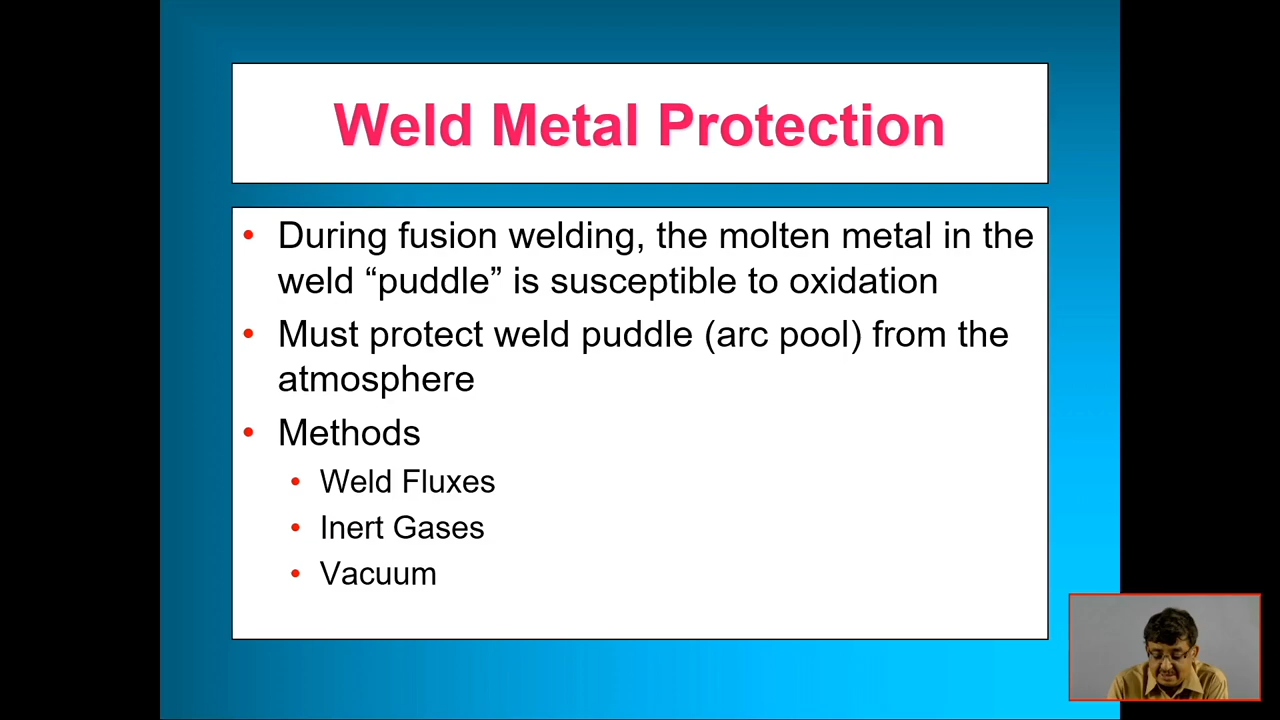 Weld Metal Protection
• During fusion welding, the molten metal in the
weld “puddle” is susceptible to oxidation
• Must protect weld puddle (arc pool) from the
atmosphere
• Methods
• Weld Fluxes
• Inert Gases
• Vacuum